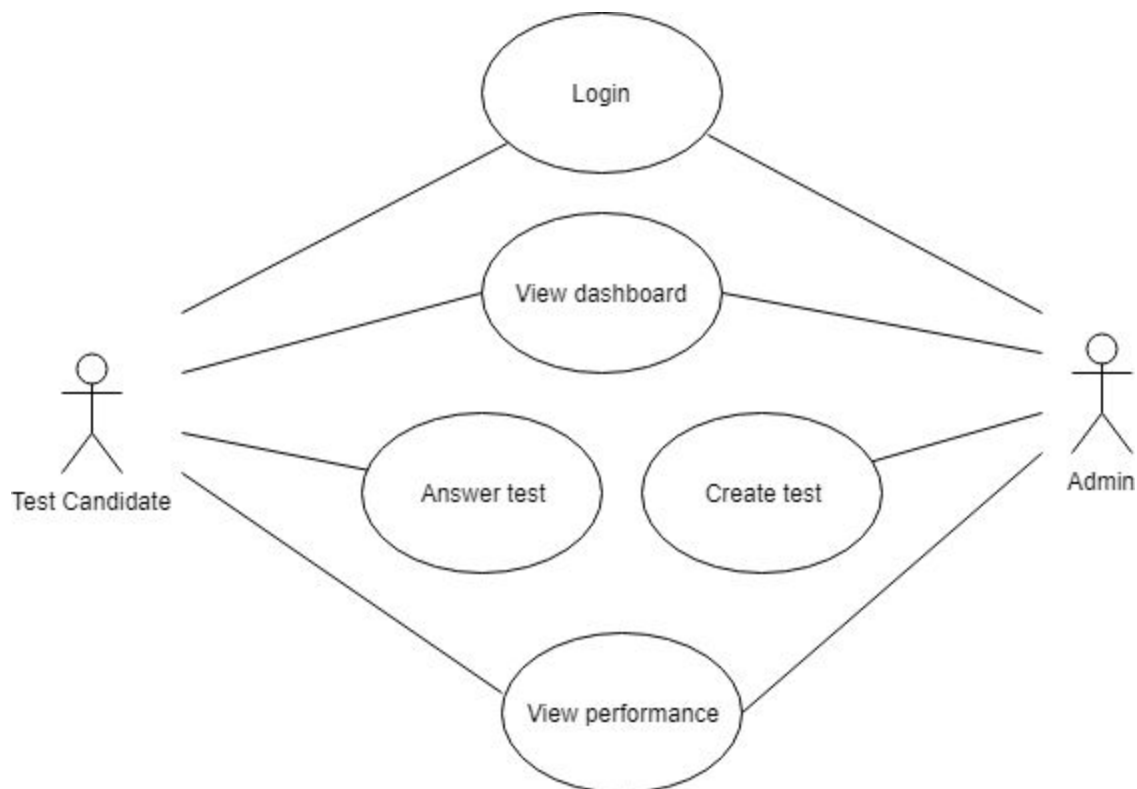 Login
View dashboard
Answer test
Create test
Test Candidate
Admin
View performance